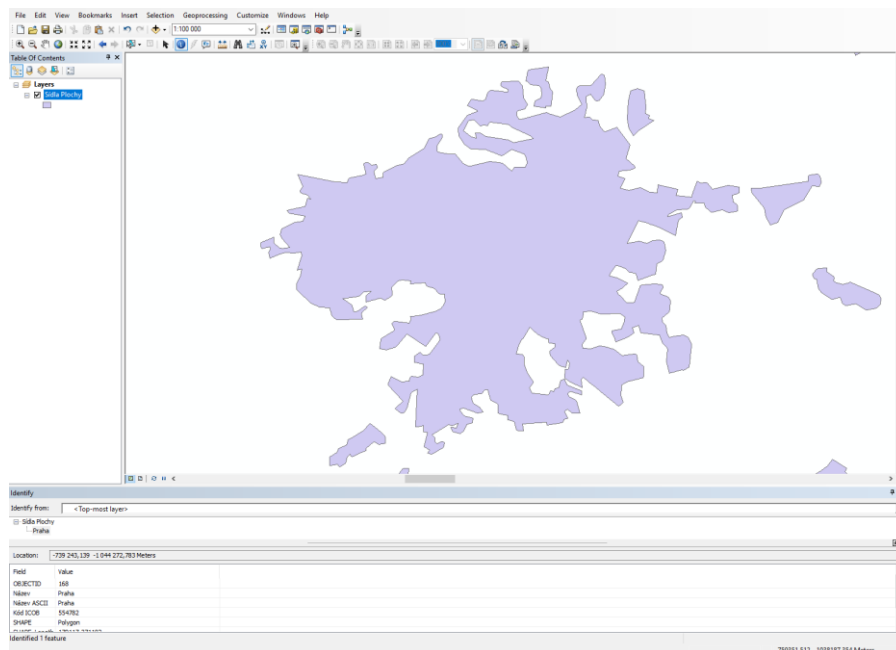 File Edit View Bookmarks Insert Selection Geoprocessing Customize Windows Help
1:100 000
Table Of Contents
Layers
Sídla Plochy
Identify
Identify from: <Top-most layer>
Sídla Plochy
Praha
Location: -739 243,139 -1 044 272,783 Meters
Field Value
OBJECTID 168
Název Praha
Název ASCII Praha
Kód ICOB 554782
SHAPE Polygon
Identified 1 feature